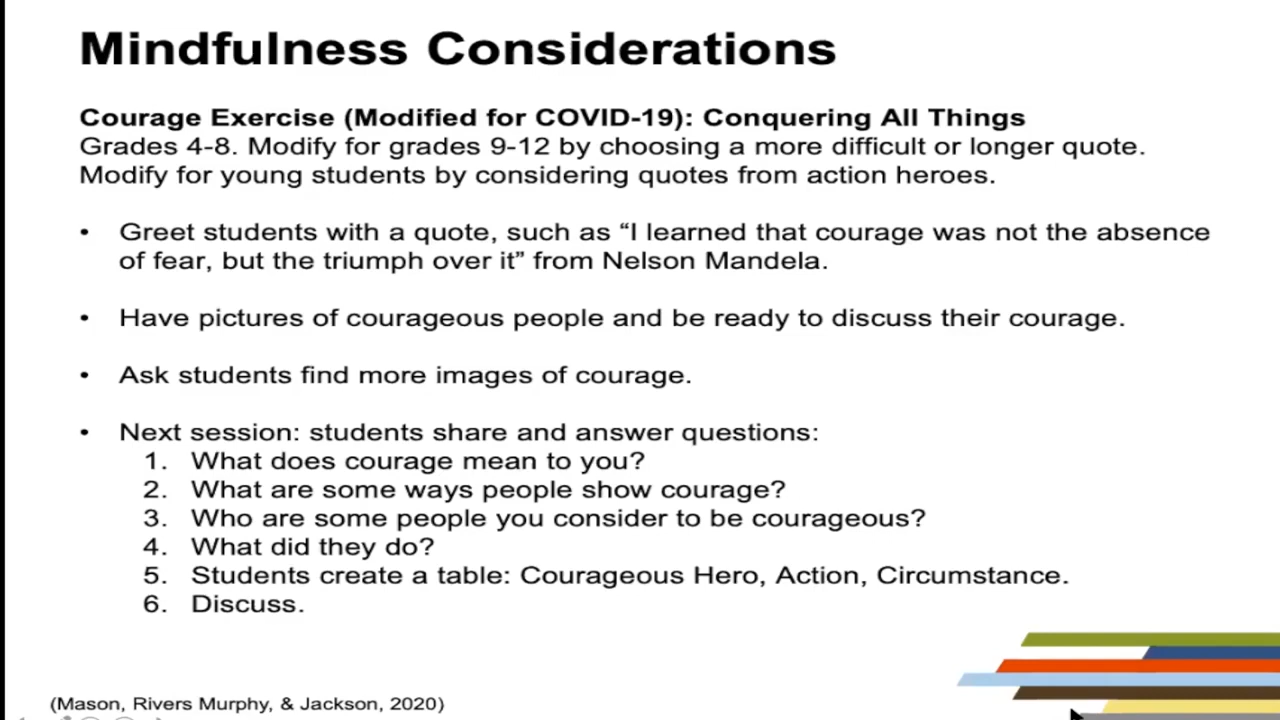 Mindfulness Considerations
Courage Exercise (Modified for COVID-19): Conquering All Things
Grades 4-8. Modify for grades 9-12 by choosing a more difficult or longer quote.
Modify for young students by considering quotes from action heroes.
• Greet students with a quote, such as “I learned that courage was not the absence
of fear, but the triumph over it” from Nelson Mandela.
• Have pictures of courageous people and be ready to discuss their courage.
• Ask students find more images of courage.
• Next session: students share and answer questions:
1. What does courage mean to you?
2. What are some ways people show courage?
3. Who are some people you consider to be courageous?
4. What did they do?
5. Students create a table: Courageous Hero, Action, Circumstance.
6. Discuss.
(Mason, Rivers Murphy, & Jackson, 2020)